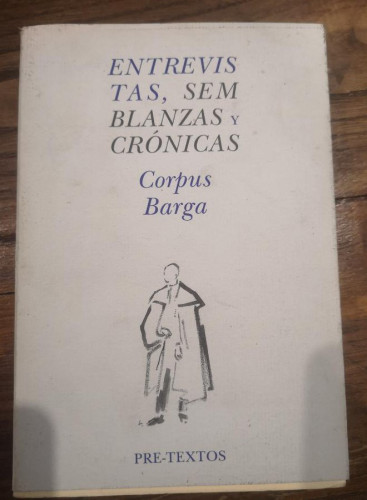 ENTREVIS
TAS, SEM
BLANZAS Y
CRÓNICAS
Corpus
Barga
PRE-TEXTOS